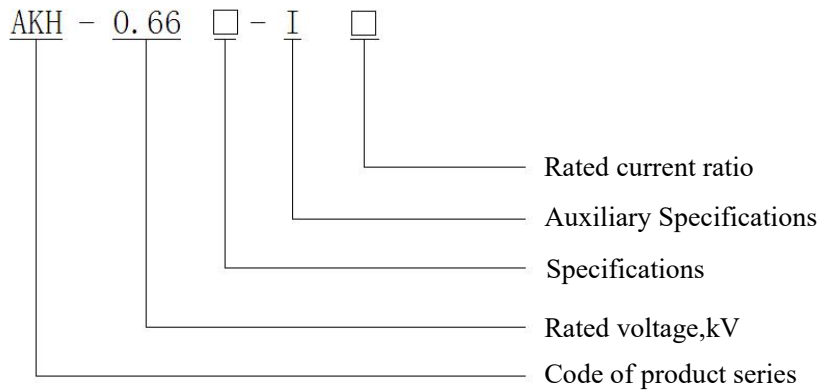 AKH - 0.66 □ - I □
Rated current ratio
Auxiliary Specifications
Specifications
Rated voltage,kV
Code of product series